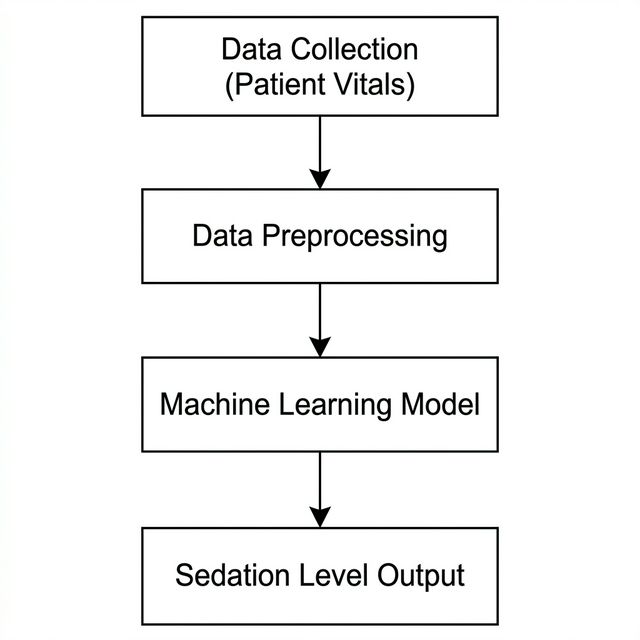 Data Collection
(Patient Vitals)
Data Preprocessing
Machine Learning Model
Sedation Level Output